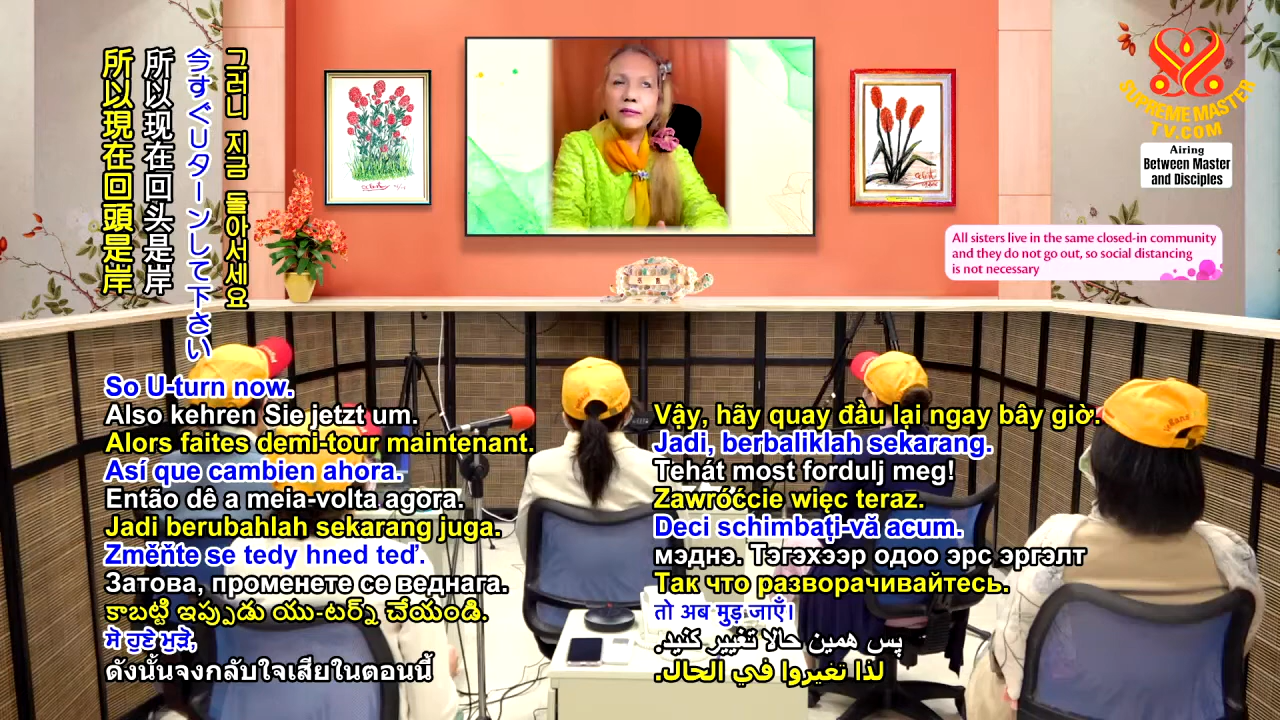 所以現在回頭是岸
所以现在回头是岸
今すぐUターンして下さい
그러니 지금 돌아서세요
SUPREME MASTER
TV.COM
Airing
Between Master
and Disciples
All sisters live in the same closed-in community
and they do not go out, so social distancing
is not necessary
So U-turn now.
Also kehren Sie jetzt um.
Alors faites demi-tour maintenant.
Así que cambien ahora.
Então dê a meia-volta agora.
Jadi berubahlah sekarang juga.
Změňte se tedy hned teď.
Затова, променете се веднага.
కాబట్టి ఇప్పుడు యు-టర్న్ చేయండి.
ਸੋ ਹੁਣੇ ਮੁੜੋ,
ดังนั้นจงกลับใจเสียในตอนนี้
Vậy, hãy quay đầu lại ngay bây giờ.
Jadi, berbaliklah sekarang.
Tehát most fordulj meg!
Zawróćcie więc teraz.
Deci schimbați-vă acum.
мэднэ. Тэгэхээр одоо эрс эргэлт
Так что разворачивайтесь.
तो अब मुड़ जाएँ।
پس همین حالا تغییر کنید.
لذا تغيروا في الحال.